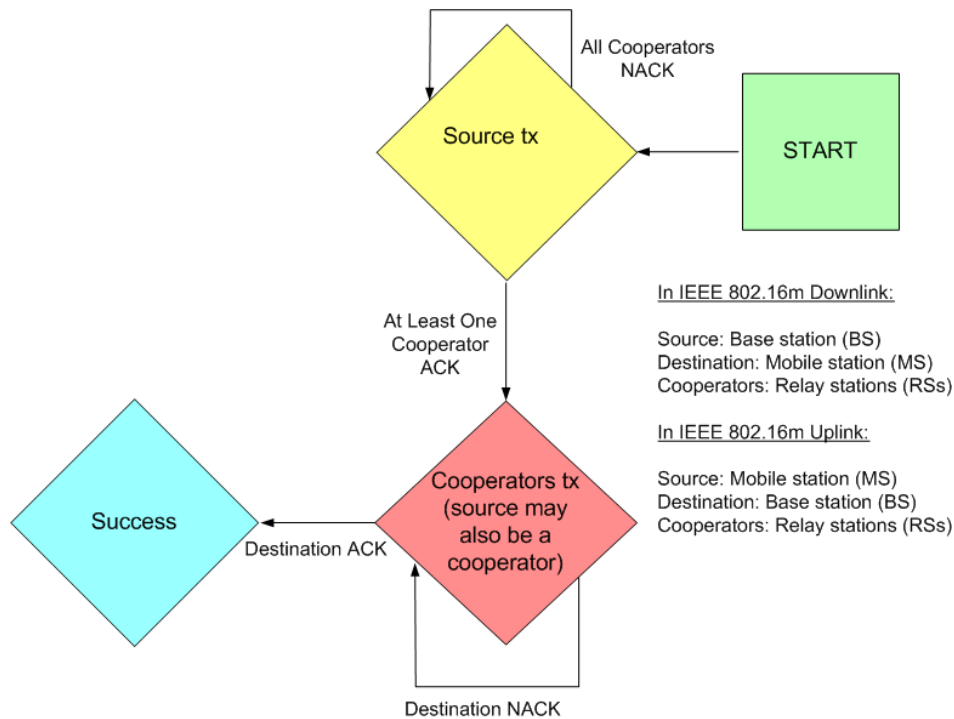 All Cooperators
NACK
Source tx
START
At Least One
Cooperator
ACK
In IEEE 802.16m Downlink:
Source: Base station (BS)
Destination: Mobile station (MS)
Cooperators: Relay stations (RSs)
In IEEE 802.16m Uplink:
Source: Mobile station (MS)
Destination: Base station (BS)
Cooperators: Relay stations (RSs)
Cooperators tx
(source may
also be a
cooperator)
Success
Destination ACK
Destination NACK